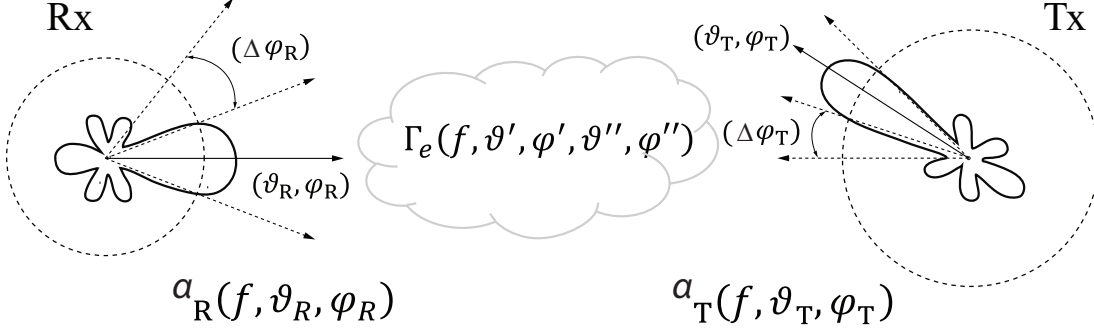 Rx
Tx
(Δφ_R)
(ϑ_T, φ_T)
Γ_e(f, ϑ′, φ′, ϑ″, φ″)
(Δφ_T)
(ϑ_R, φ_R)
a_R(f, ϑ_R, φ_R)
a_T(f, ϑ_T, φ_T)